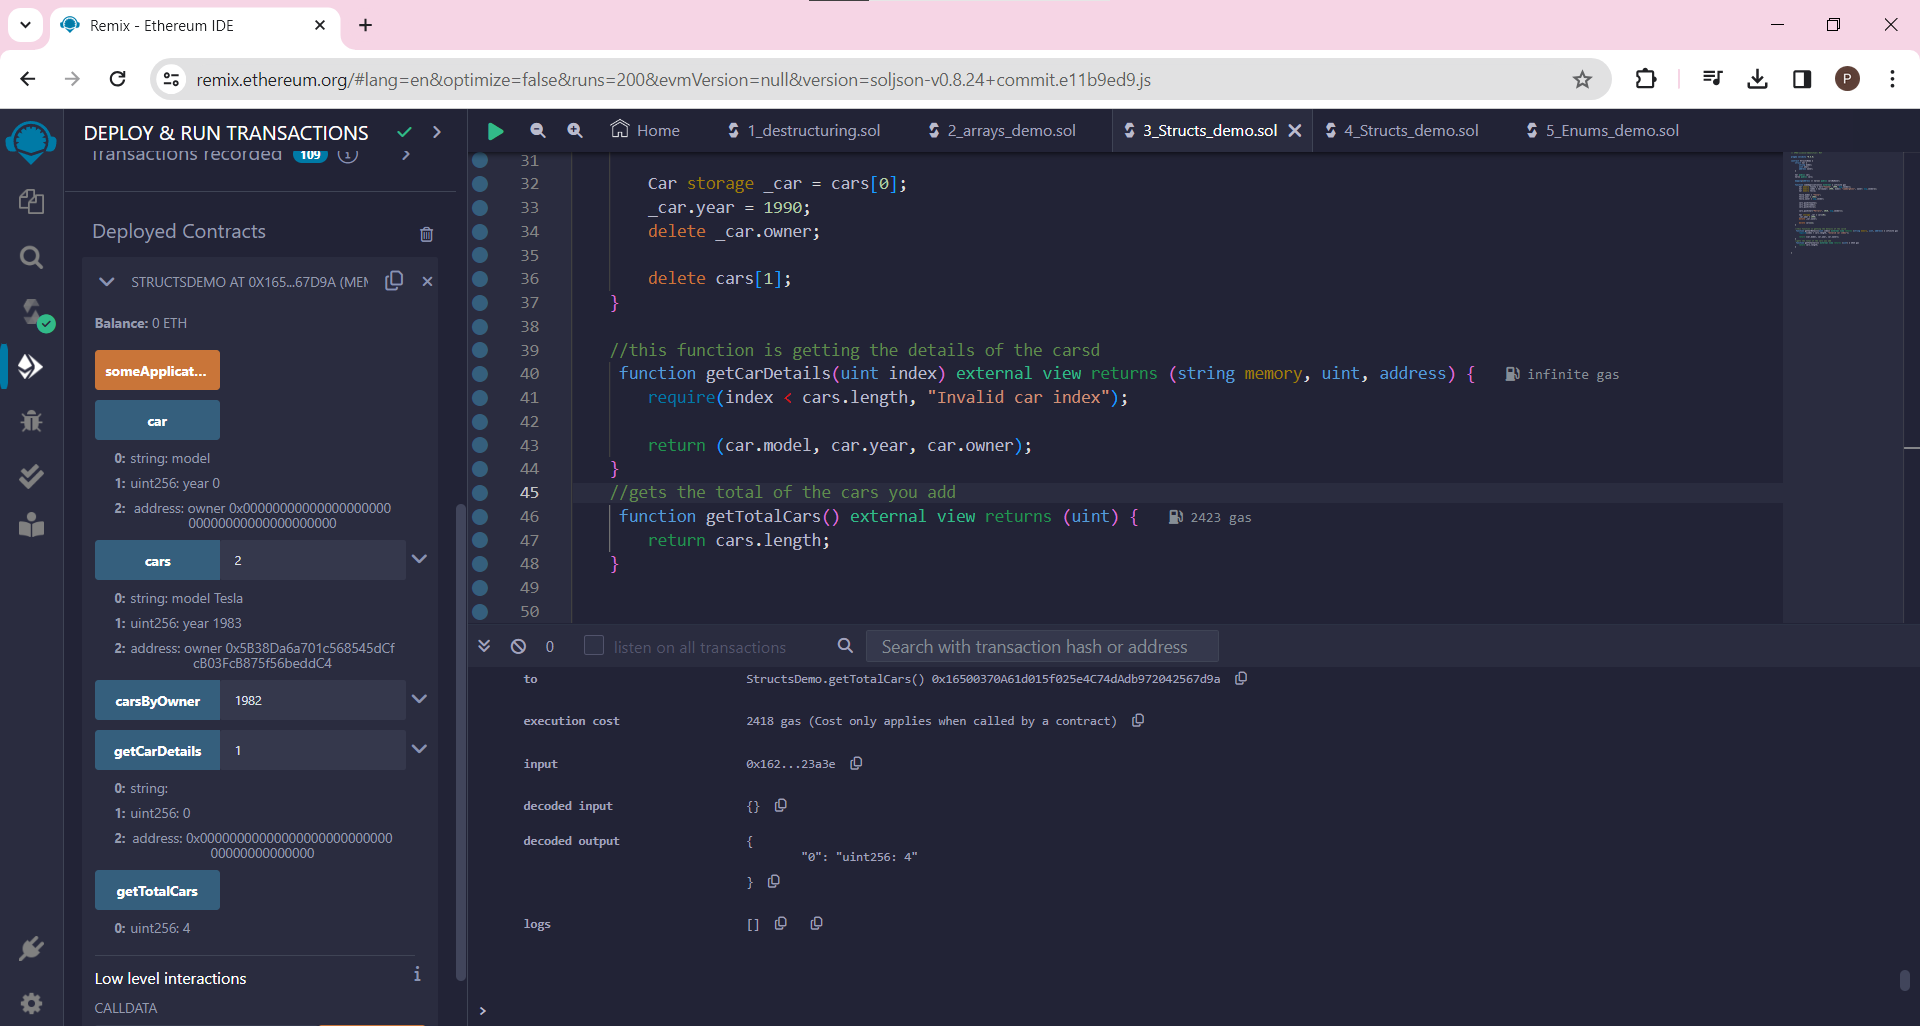 Remix - Ethereum IDE
remix.ethereum.org/#lang=en&optimize=false&runs=200&evmVersion=null&version=soljson-v0.8.24+commit.e11b9ed9.js
P
DEPLOY & RUN TRANSACTIONS
Transactions recorded 109 i
Deployed Contracts
STRUCTSDEMO AT 0X165...67D9A (MEM
Balance: 0 ETH
someApplicat...
car
0: string: model
1: uint256: year 0
2: address: owner 0x00000000000000000000
00000000000000000000
cars 2
0: string: model Tesla
1: uint256: year 1983
2: address: owner 0x5B38Da6a701c568545dCf
cB03FcB875f56beddC4
carsByOwner 1982
getCarDetails 1
0: string:
1: uint256: 0
2: address: 0x00000000000000000000000000
00000000000000
getTotalCars
0: uint256: 4
Low level interactions i
CALLDATA
Home 1_destructuring.sol 2_arrays_demo.sol 3_Structs_demo.sol 4_Structs_demo.sol 5_Enums_demo.sol
31
32 Car storage _car = cars[0];
33 _car.year = 1990;
34 delete _car.owner;
35
36 delete cars[1];
37 }
38
39 //this function is getting the details of the carsd
40 function getCarDetails(uint index) external view returns (string memory, uint, address) { infinite gas
41 require(index < cars.length, "Invalid car index");
42
43 return (car.model, car.year, car.owner);
44 }
45 //gets the total of the cars you add
46 function getTotalCars() external view returns (uint) { 2423 gas
47 return cars.length;
48 }
49
50
0 listen on all transactions Search with transaction hash or address
to StructsDemo.getTotalCars() 0x16500370A61d015f025e4C74dAdb972042567d9a
execution cost 2418 gas (Cost only applies when called by a contract)
input 0x162...23a3e
decoded input {}
decoded output {
"0": "uint256: 4"
}
logs []
>